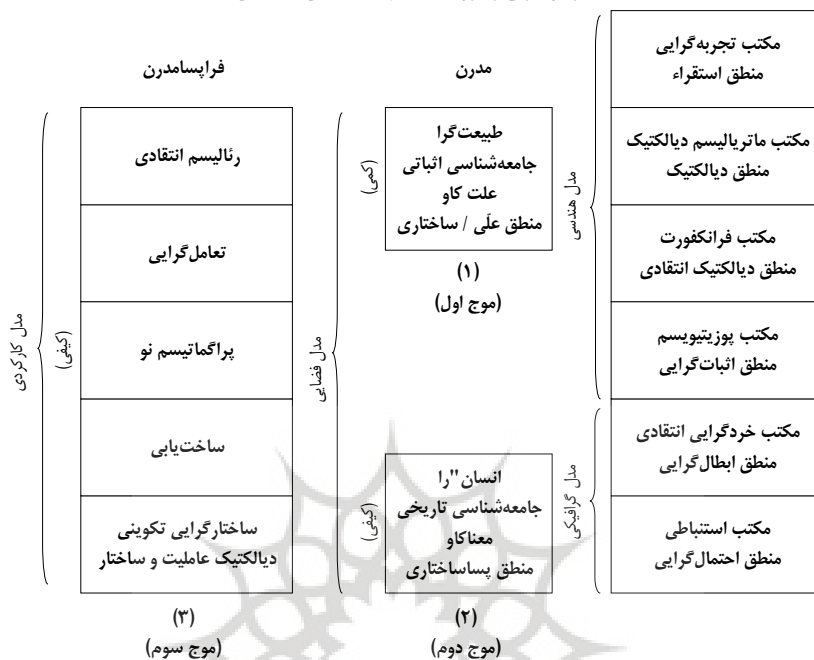 مکتب تجربه‌گرایی
منطق استقراء
مکتب ماتریالیسم دیالکتیک
منطق دیالکتیک
مکتب فرانکفورت
منطق دیالکتیک انتقادی
مکتب پوزیتیویسم
منطق اثبات‌گرایی
مکتب خردگرایی انتقادی
منطق ابطال‌گرایی
مکتب استنباطی
منطق احتمال‌گرایی
مدل هندسی
مدل گرافیکی
مدرن
طبیعت‌گرا
جامعه‌شناسی اثباتی
علت کاو
منطق علّی / ساختاری
(کمی)
(۱)
(موج اول)
انسان"را
جامعه‌شناسی تاریخی
معناکاو
منطق پساساختاری
(کیفی)
(۲)
(موج دوم)
مدل فضایی
فراپسامدرن
رئالیسم انتقادی
تعامل‌گرایی
پراگماتیسم نو
ساخت‌یابی
ساختارگرایی تکوینی
دیالکتیک عاملیت و ساختار
(کیفی)
(۳)
(موج سوم)
مدل کارکردی